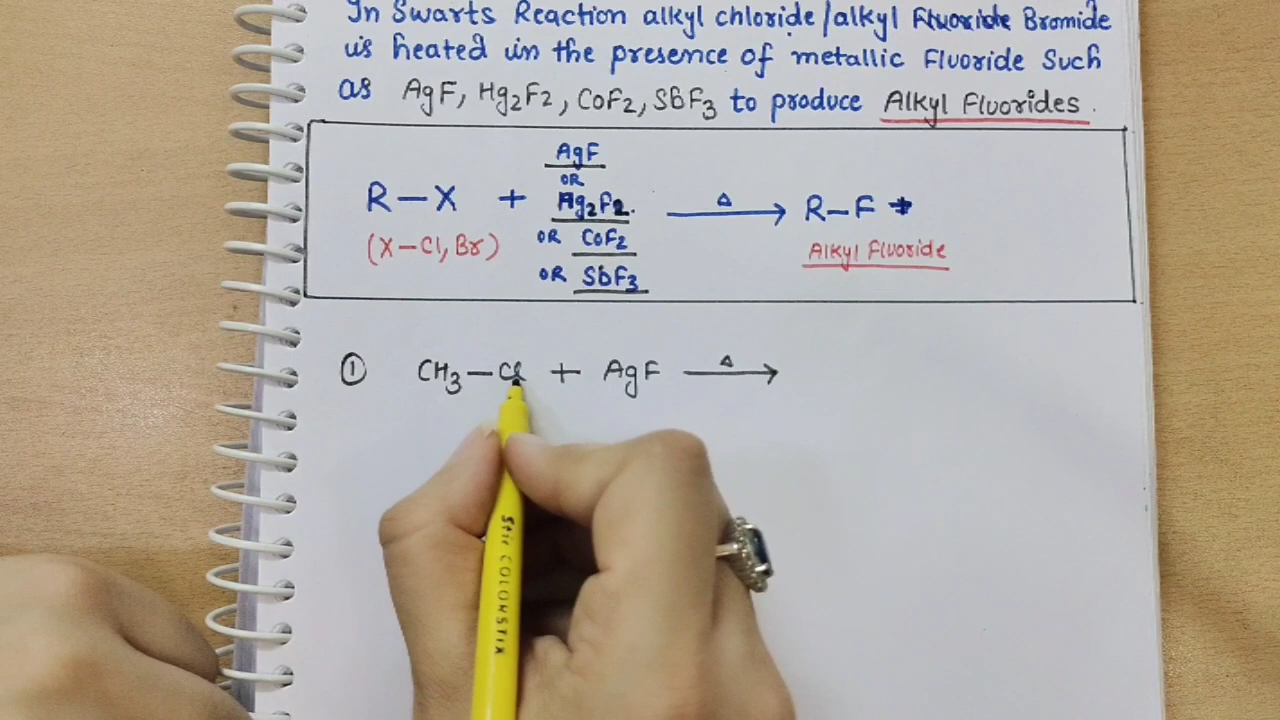 In Swarts Reaction alkyl chloride/alkyl Fluoride Bromide
is heated in the presence of metallic Fluoride Such
as AgF, Hg2F2, CoF2, SbF3 to produce Alkyl Fluorides.
AgF
OR
R—X + Hg2F2. Δ→ R—F +
(X—Cl, Br) OR CoF2 Alkyl Fluoride
OR SbF3
① CH3—Cl + AgF Δ→
Stic COLORSTIX